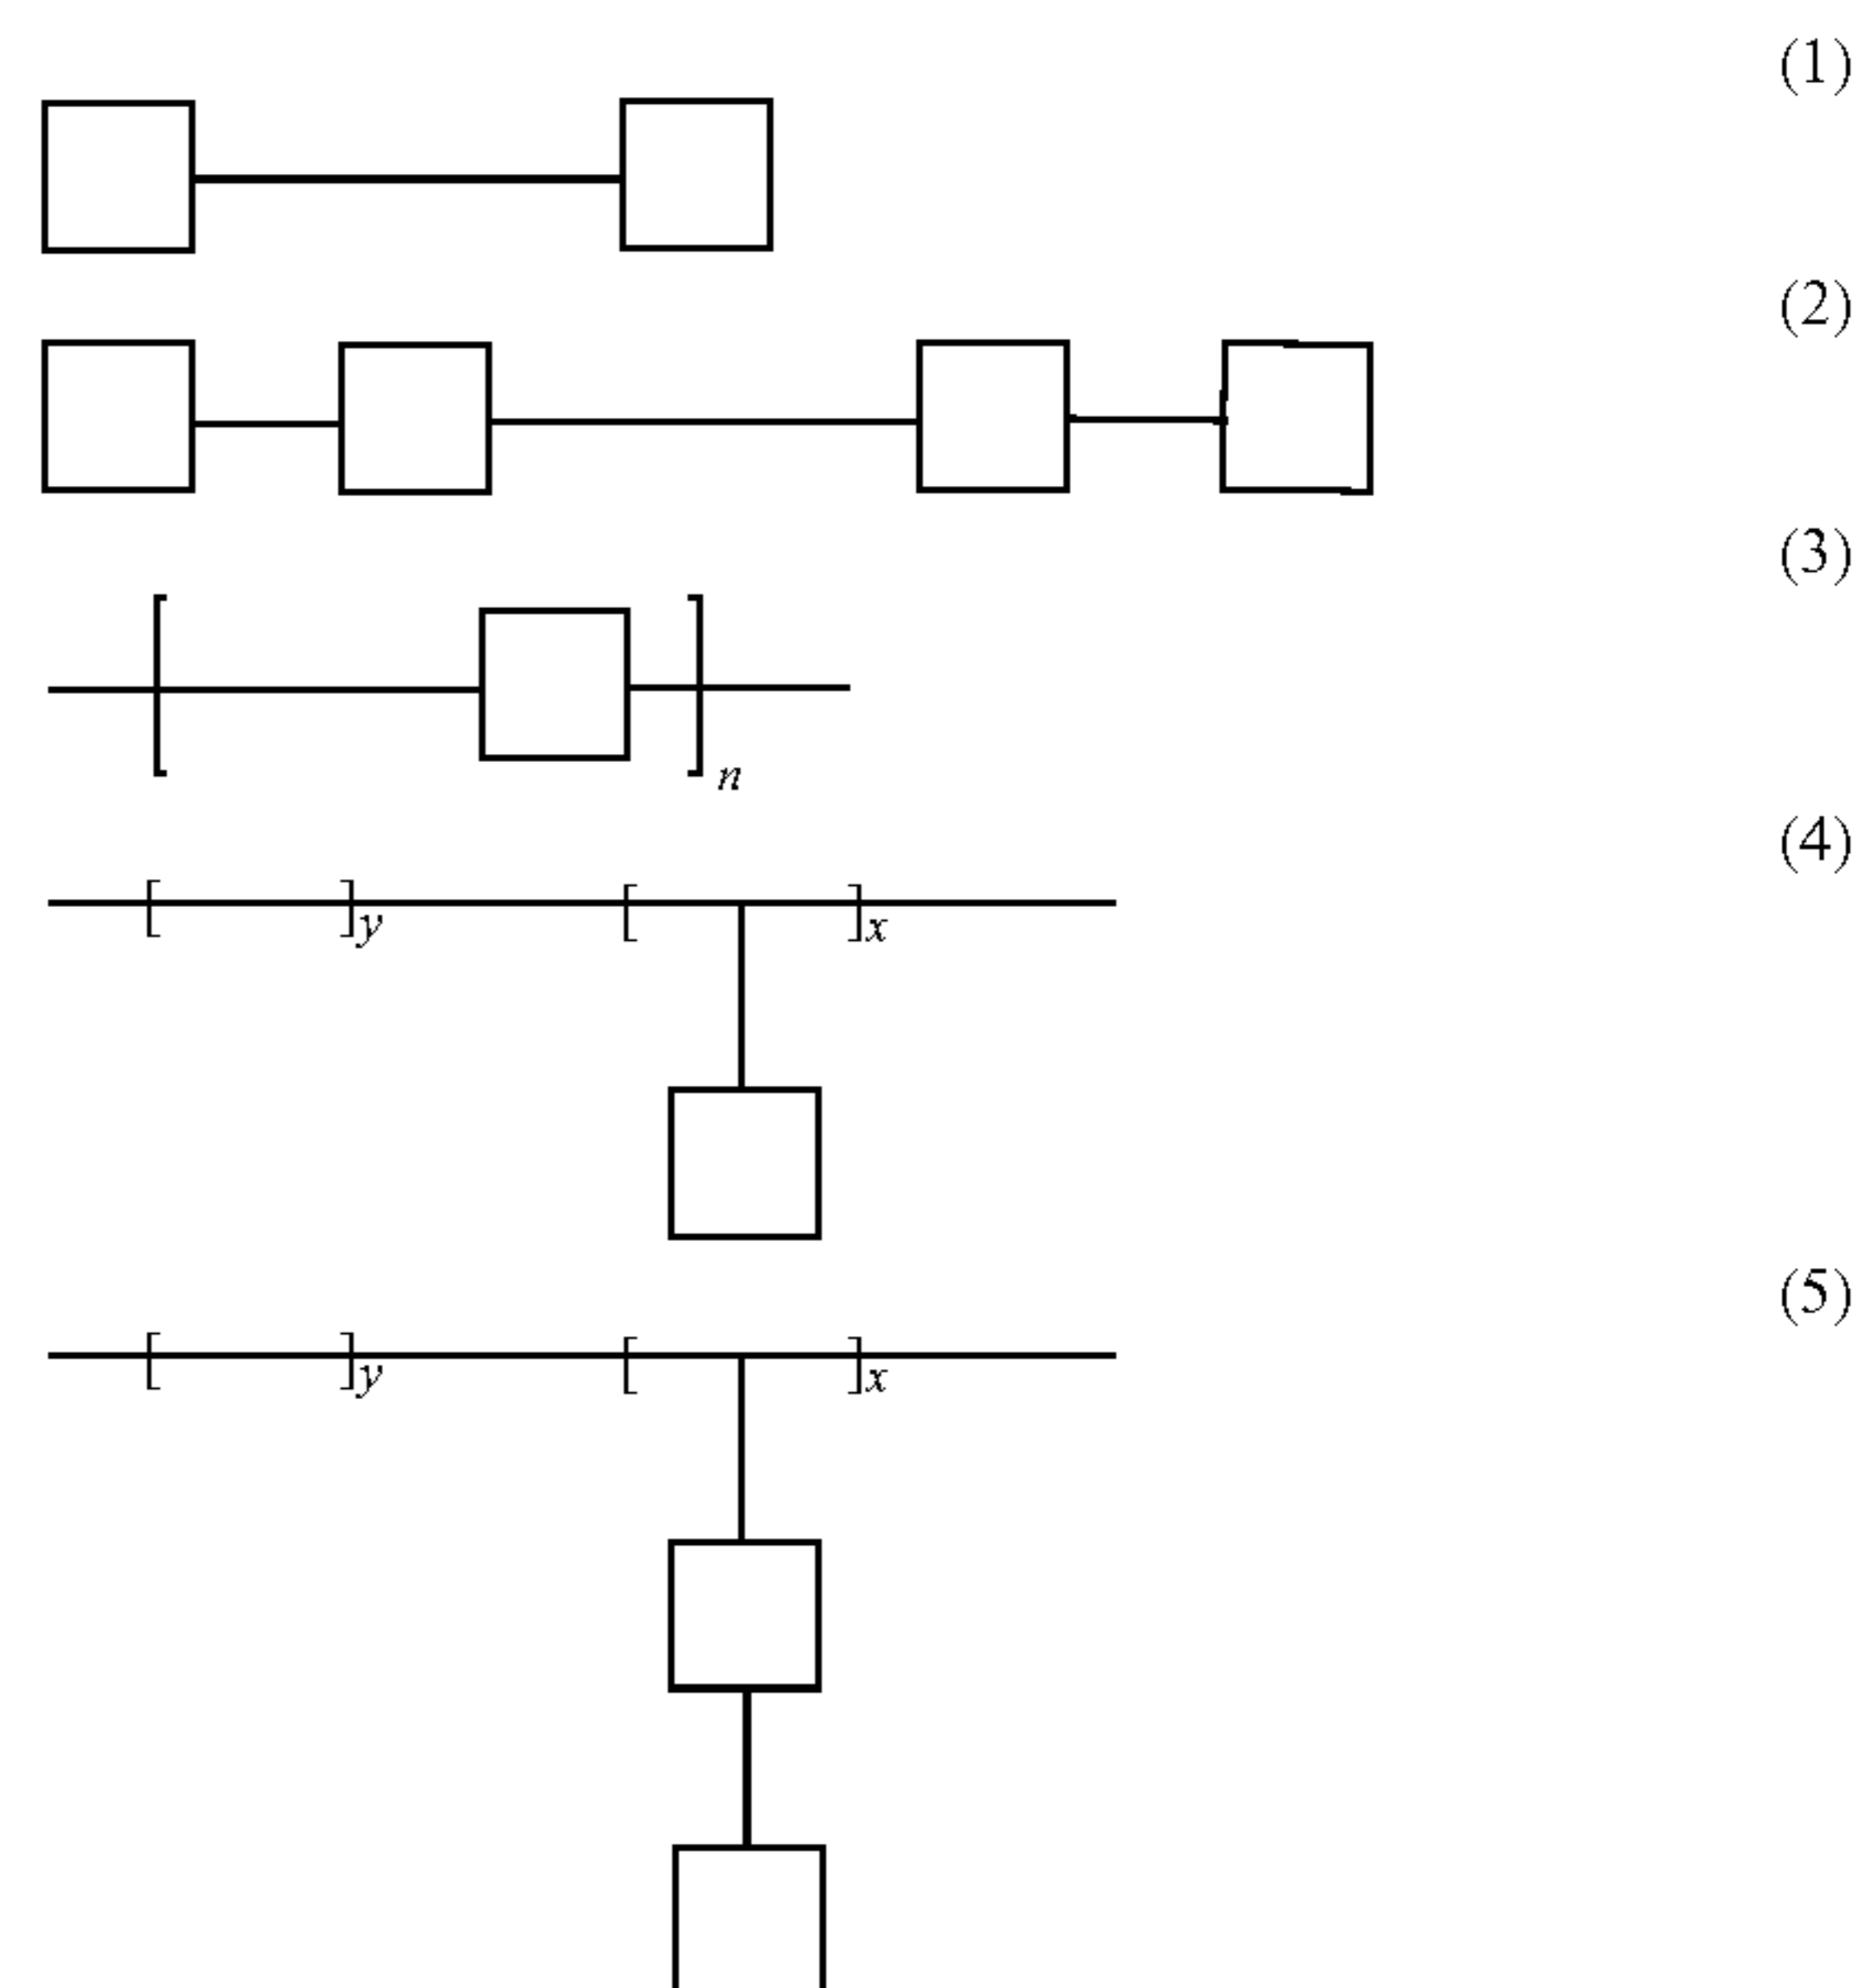 (1)
(2)
(3)
n
(4)
[ ]y [ ]x
(5)
[ ]y [ ]x